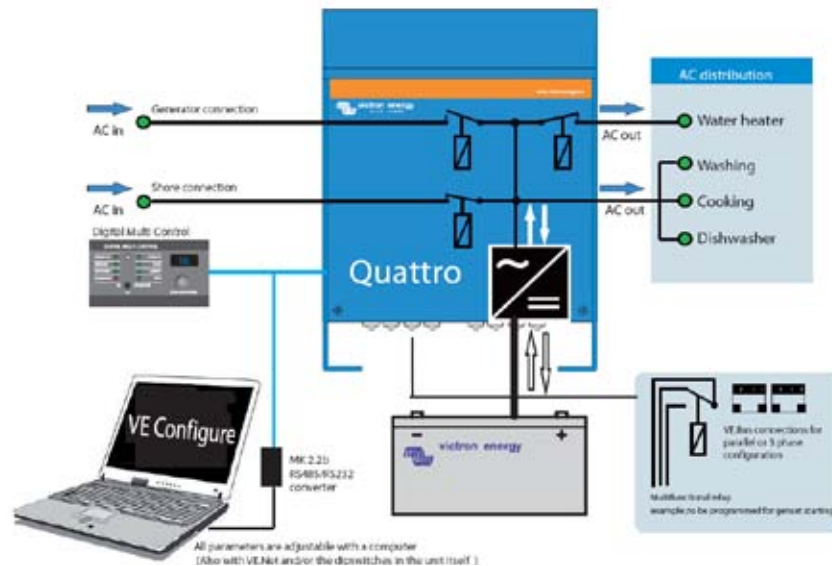 victron energy
AC distribution
Generator connection
AC in
AC out
Water heater
Washing
Shore connection
AC in
AC out
Cooking
Dishwasher
Digital Multi Control
DIGITAL MULTI CONTROL
Quattro
VE Configure
MK 2.2b
RS485/RS232
converter
- +
victron energy
VE.Bus connections for
parallel or 3 phase
configuration
Multifunctional relay
example: to be programmed for genset starting
All parameters are adjustable with a computer
(Also with VE.Net and/or the dipswitches in the unit itself )